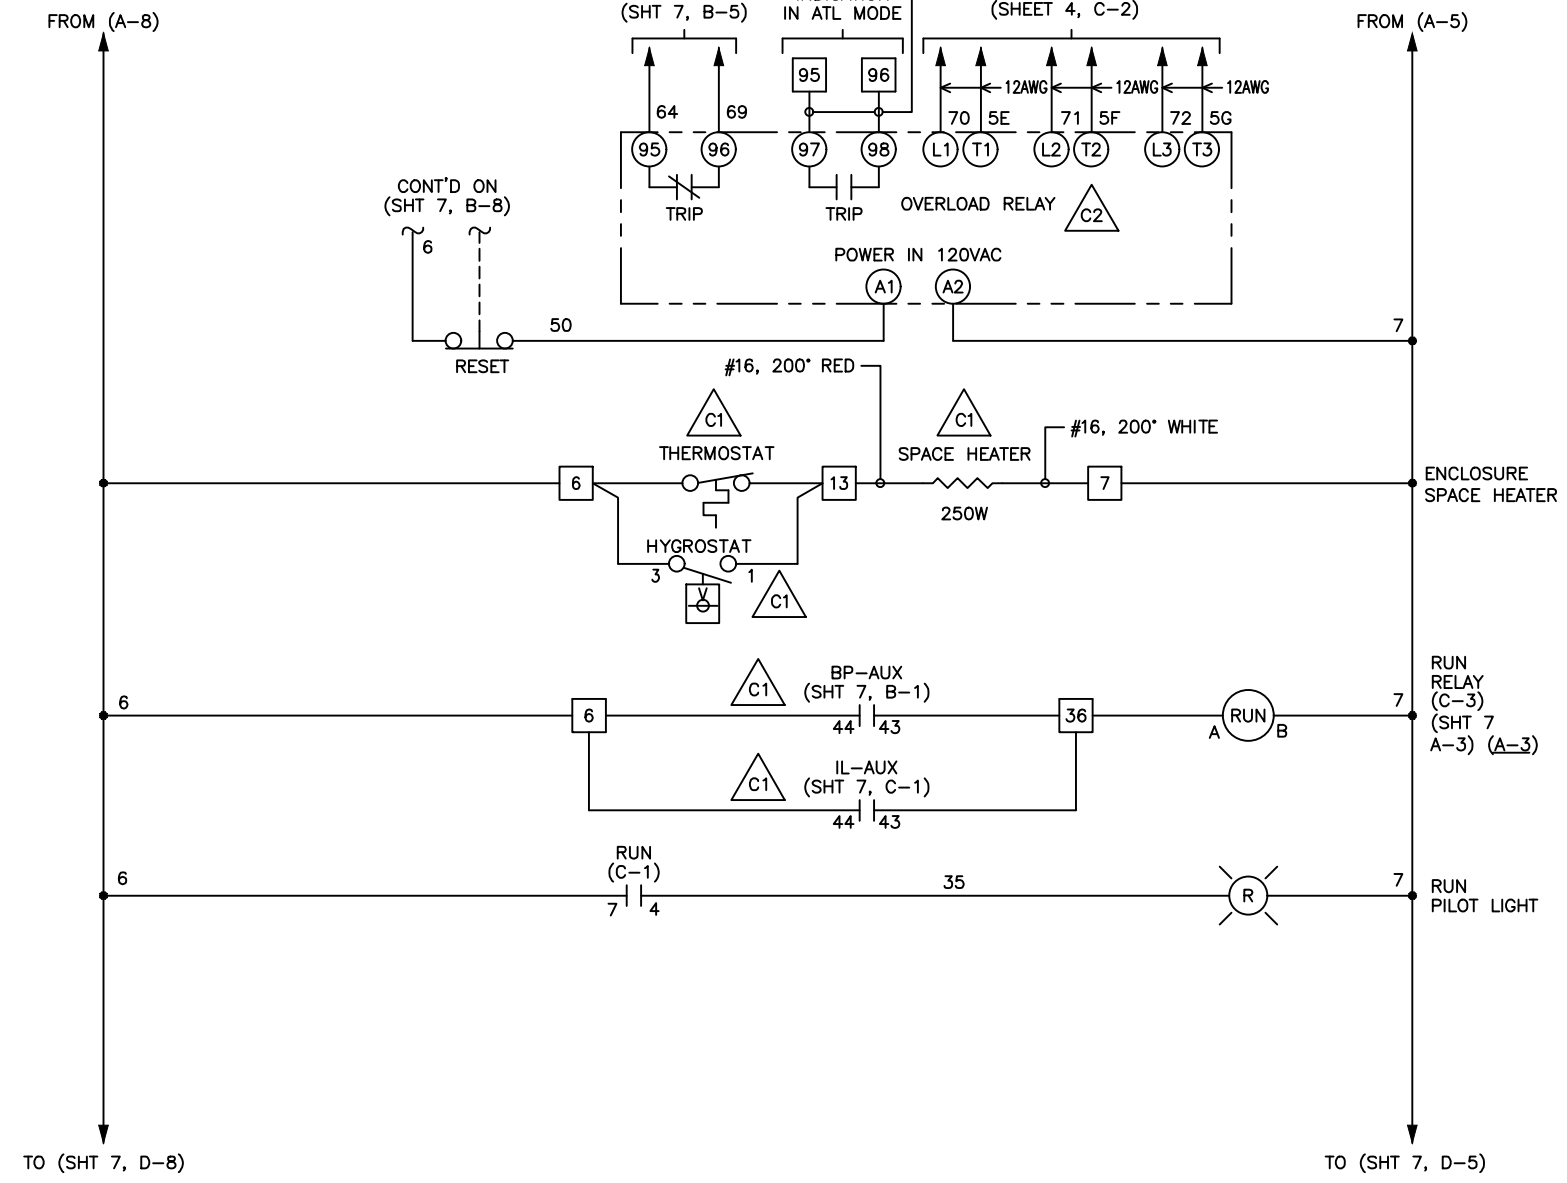 FROM (A-8)
(SHT 7, B-5)
IN ATL MODE
(SHEET 4, C-2)
FROM (A-5)
95
96
12AWG
12AWG
12AWG
64
69
70
5E
71
5F
72
5G
95
96
97
98
L1
T1
L2
T2
L3
T3
TRIP
TRIP
OVERLOAD RELAY
C2
CONT'D ON
(SHT 7, B-8)
6
POWER IN 120VAC
A1
A2
50
7
RESET
#16, 200° RED
C1
C1
#16, 200° WHITE
THERMOSTAT
SPACE HEATER
6
13
7
250W
ENCLOSURE
SPACE HEATER
HYGROSTAT
3
1
V
C1
C1
BP-AUX
(SHT 7, B-1)
6
6
44
43
36
A
RUN
B
7
RUN
RELAY
(C-3)
(SHT 7
A-3) (A-3)
C1
IL-AUX
(SHT 7, C-1)
44
43
RUN
(C-1)
6
7
4
35
R
7
RUN
PILOT LIGHT
TO (SHT 7, D-8)
TO (SHT 7, D-5)